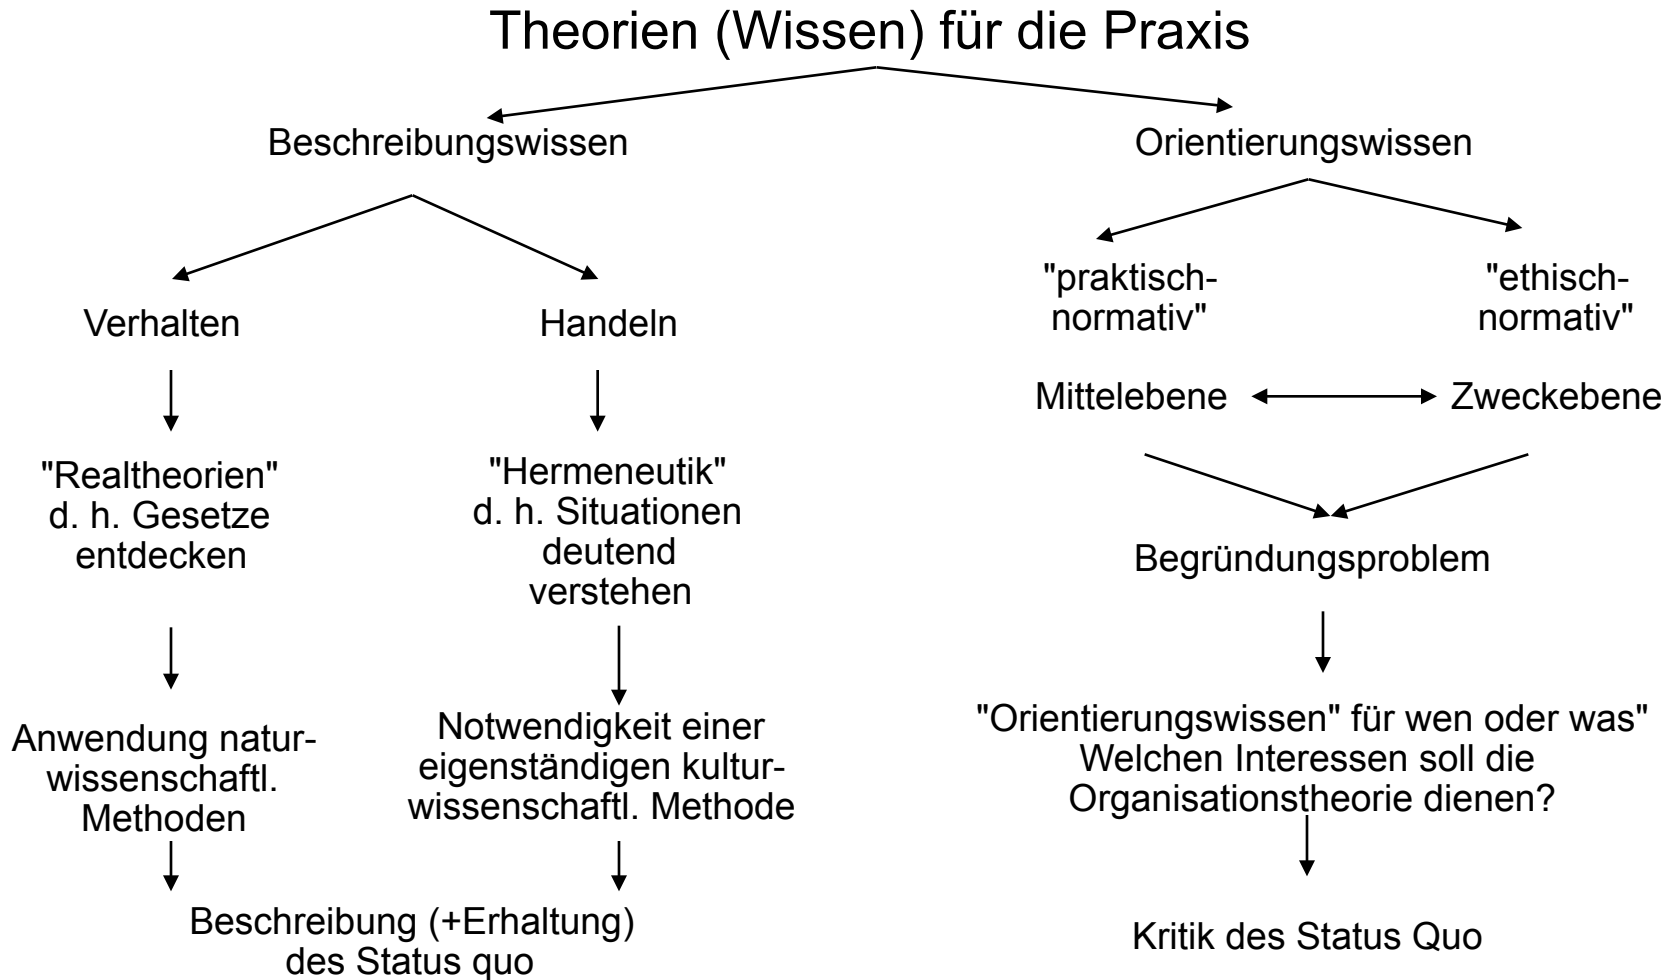 Theorien (Wissen) für die Praxis
Beschreibungswissen
Orientierungswissen
Verhalten
Handeln
"praktisch-
normativ"
"ethisch-
normativ"
Mittelebene
Zweckebene
"Realtheorien"
d. h. Gesetze
entdecken
"Hermeneutik"
d. h. Situationen
deutend
verstehen
Begründungsproblem
Anwendung natur-
wissenschaftl.
Methoden
Notwendigkeit einer
eigenständigen kultur-
wissenschaftl. Methode
"Orientierungswissen" für wen oder was"
Welchen Interessen soll die
Organisationstheorie dienen?
Beschreibung (+Erhaltung)
des Status quo
Kritik des Status Quo